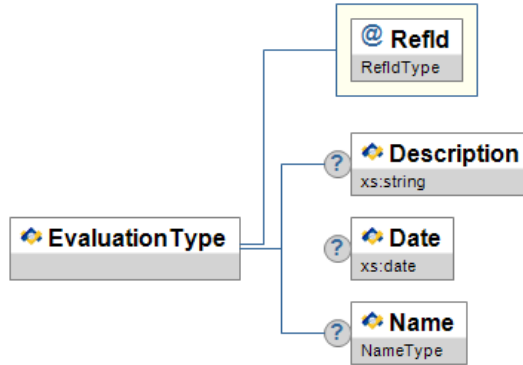 @ RefId
RefIdType
? Description
xs:string
EvaluationType
? Date
xs:date
? Name
NameType